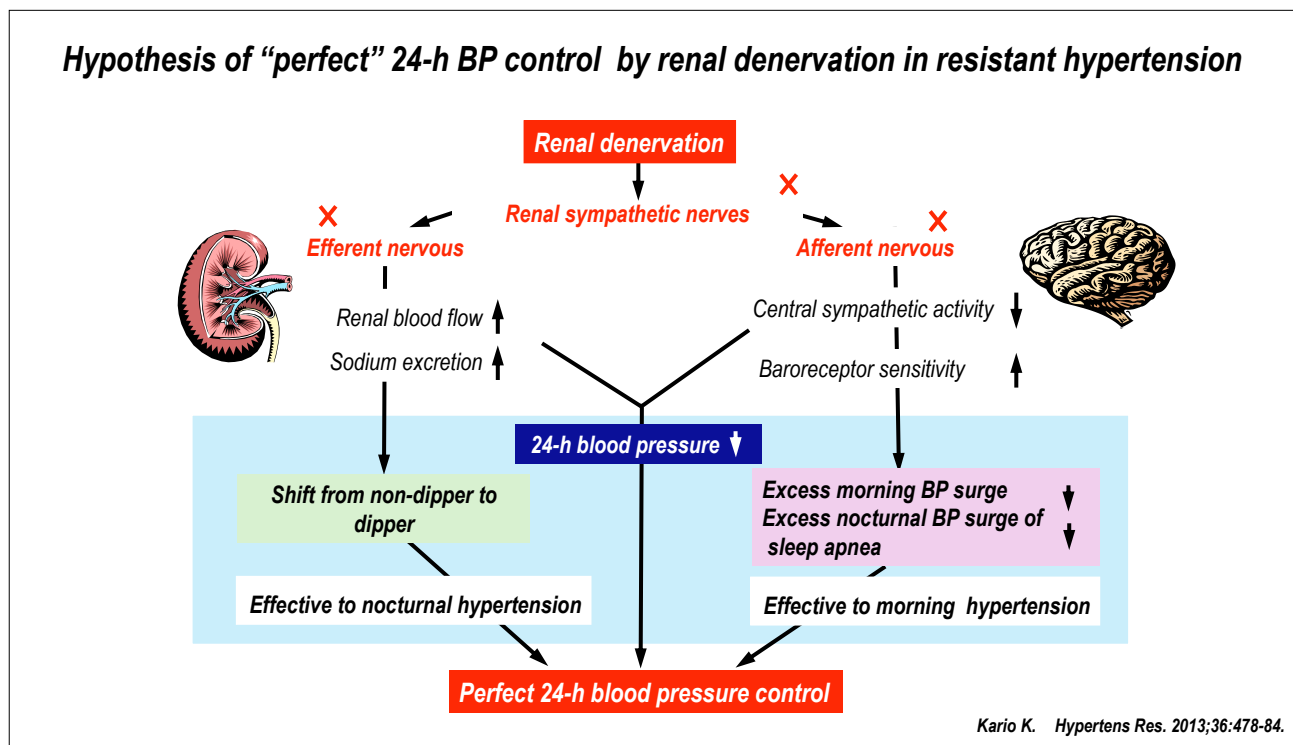 Hypothesis of “perfect” 24-h BP control by renal denervation in resistant hypertension
Renal denervation
Renal sympathetic nerves
Efferent nervous
Afferent nervous
Renal blood flow
Sodium excretion
Central sympathetic activity
Baroreceptor sensitivity
24-h blood pressure
Shift from non-dipper to
dipper
Excess morning BP surge
Excess nocturnal BP surge of
sleep apnea
Effective to nocturnal hypertension
Effective to morning hypertension
Perfect 24-h blood pressure control
Kario K. Hypertens Res. 2013;36:478-84.